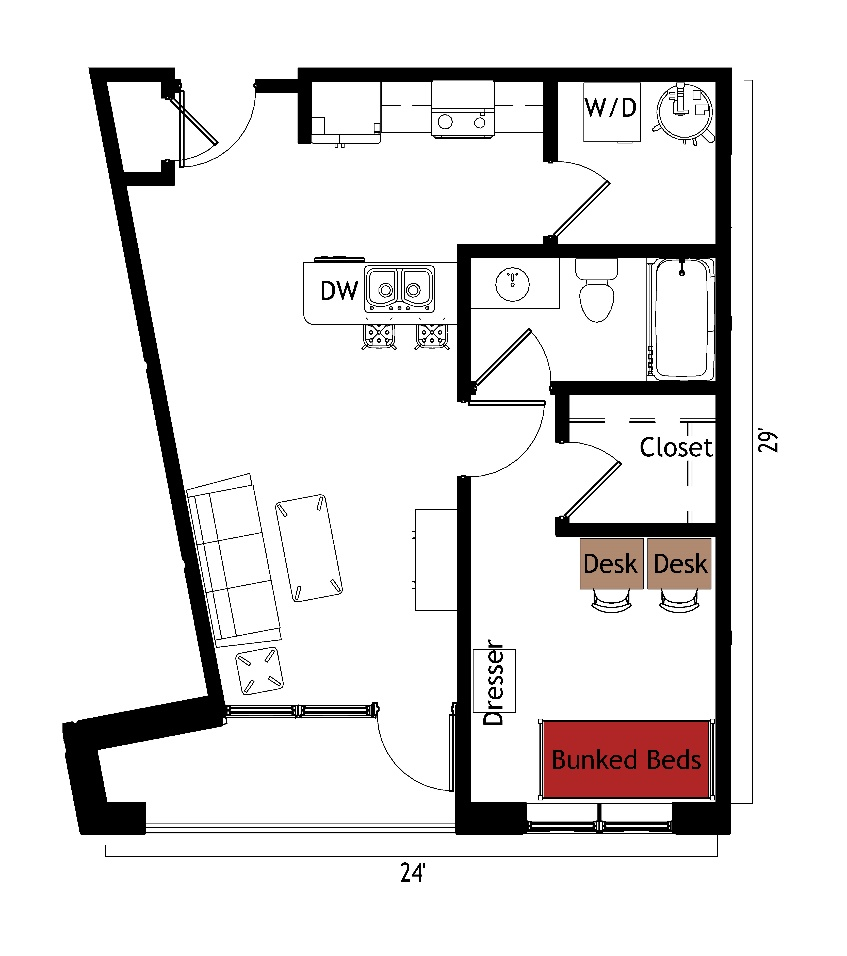 W/D
DW
Closet
29'
Desk
Desk
Dresser
Bunked Beds
24'